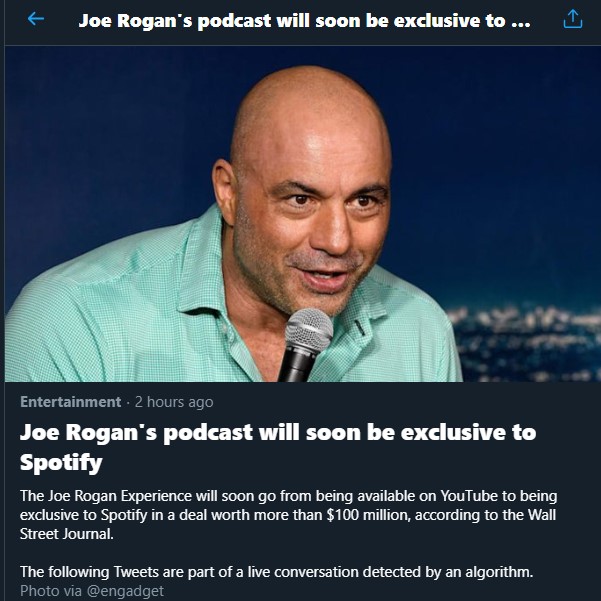 Joe Rogan's podcast will soon be exclusive to ...
Entertainment · 2 hours ago
Joe Rogan's podcast will soon be exclusive to
Spotify
The Joe Rogan Experience will soon go from being available on YouTube to being
exclusive to Spotify in a deal worth more than $100 million, according to the Wall
Street Journal.
The following Tweets are part of a live conversation detected by an algorithm.
Photo via @engadget